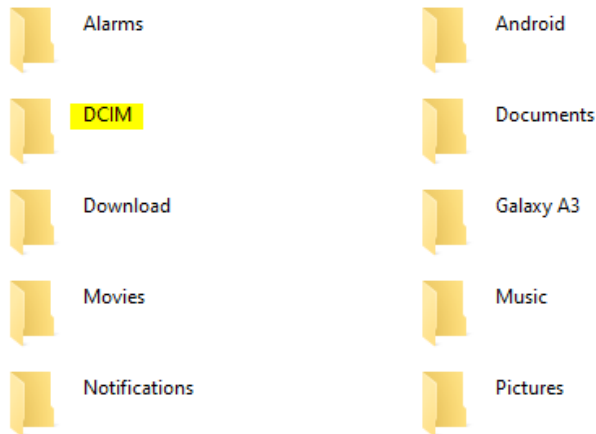 Alarms
Android
DCIM
Documents
Download
Galaxy A3
Movies
Music
Notifications
Pictures